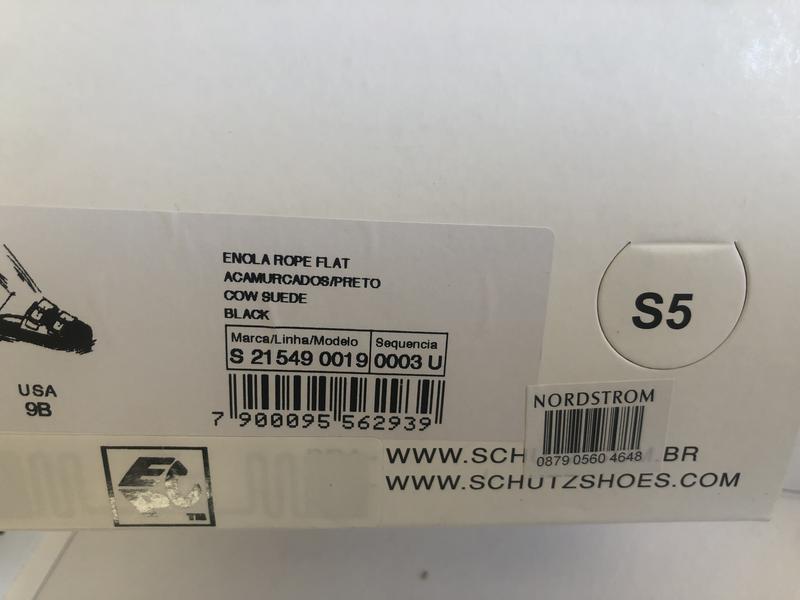 ENOLA ROPE FLAT
ACAMURCADOS/PRETO
COW SUEDE
BLACK
Marca/Linha/Modelo Sequencia
S 21549 0019 0003 U
7 900095 562939
USA
9B
S5
NORDSTROM
0879 0560 4648
WWW.SCH .BR
WWW.SCHUTZSHOES.COM
TM